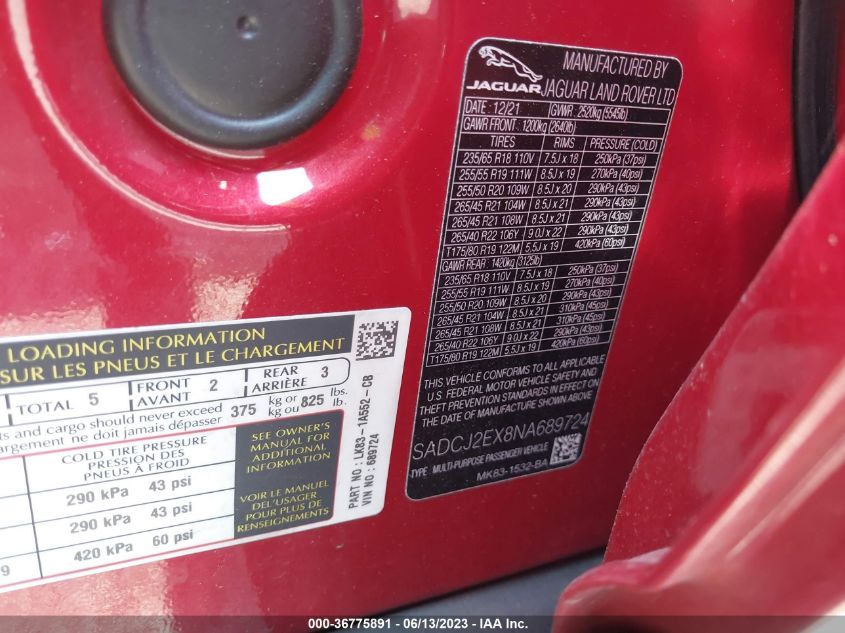 MANUFACTURED BY
JAGUAR JAGUAR LAND ROVER LTD
DATE: 12/21 GVWR: 2520kg (5545lb)
GAWR FRONT: 1200kg (2640lb)
TIRES RIMS PRESSURE (COLD)
235/65 R18 110V 7.5J x 18 250kPa (37psi)
255/55 R19 111W 8.5J x 19 270kPa (40psi)
255/50 R20 109W 8.5J x 20 290kPa (43psi)
265/45 R21 104W 8.5J x 21 290kPa (43psi)
265/45 R21 108W 8.5J x 21 290kPa (43psi)
265/40 R22 106Y 9.0J x 22 290kPa (43psi)
T175/80 R19 122M 5.5J x 19 420kPa (60psi)
GAWR REAR: 1420kg (3125lb)
235/65 R18 110V 7.5J x 18 250kPa (37psi)
255/55 R19 111W 8.5J x 19 270kPa (40psi)
255/50 R20 109W 8.5J x 20 290kPa (43psi)
265/45 R21 104W 8.5J x 21 310kPa (45psi)
265/45 R21 108W 8.5J x 21 310kPa (45psi)
265/40 R22 106Y 9.0J x 22 290kPa (43psi)
T175/80 R19 122M 5.5J x 19 420kPa (60psi)
THIS VEHICLE CONFORMS TO ALL APPLICABLE
U.S. FEDERAL MOTOR VEHICLE SAFETY AND
THEFT PREVENTION STANDARDS IN EFFECT ON
THE DATE OF MANUFACTURE SHOWN ABOVE.
SADCJ2EX8NA689724
TYPE: MULTI-PURPOSE PASSENGER VEHICLE
MK83-1532-BA
LOADING INFORMATION
SUR LES PNEUS ET LE CHARGEMENT
TOTAL 5 FRONT AVANT 2 REAR ARRIÈRE 3
and cargo should never exceed 375 kg or 825 lbs.
ne doit jamais dépasser kg ou lb.
COLD TIRE PRESSURE
PRESSION DES
PNEUS À FROID
290 kPa 43 psi
290 kPa 43 psi
9 420 kPa 60 psi
SEE OWNER'S
MANUAL FOR
ADDITIONAL
INFORMATION
VOIR LE MANUEL
DE L'USAGER
POUR PLUS DE
RENSEIGNEMENTS
PART NO : LK83-1A552-CB
VIN NO : 689724
000-36775891 - 06/13/2023 - IAA Inc.